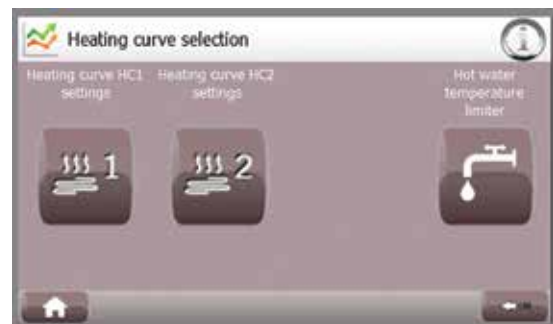 Heating curve selection
Heating curve HC1 settings
Heating curve HC2 settings
Hot water temperature limiter
1
2